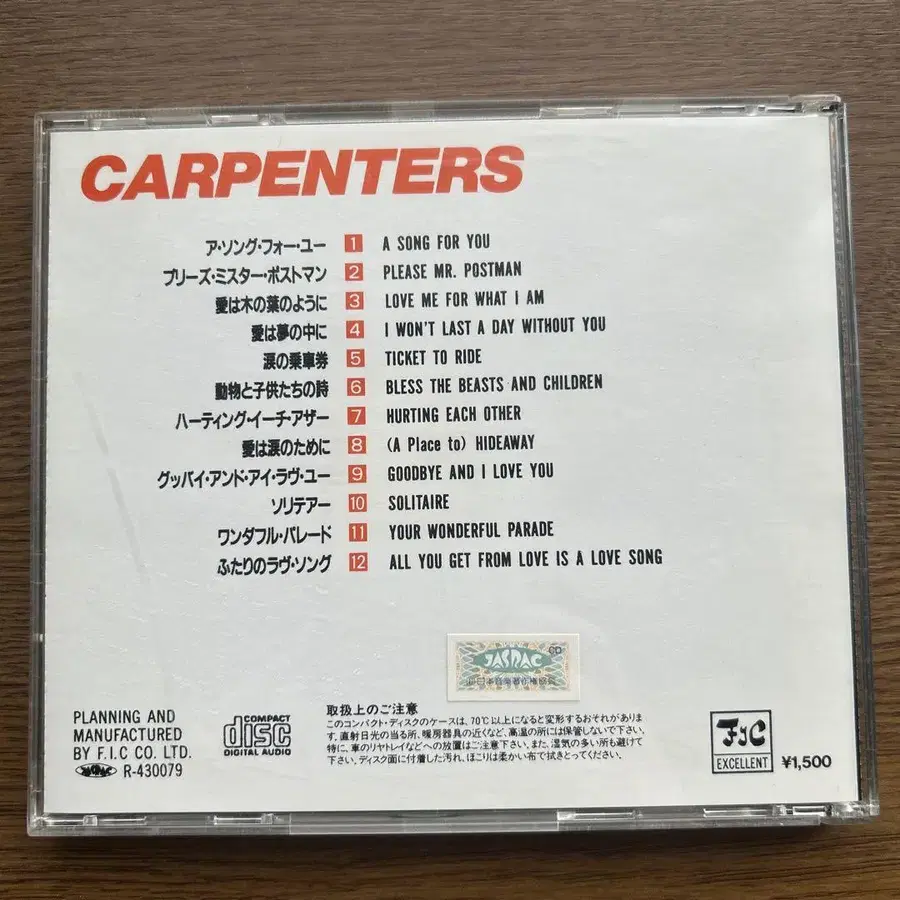 CARPENTERS
ア・ソング・フォー・ユー 1 A SONG FOR YOU
プリーズ・ミスター・ポストマン 2 PLEASE MR. POSTMAN
愛は木の葉のように 3 LOVE ME FOR WHAT I AM
愛は夢の中に 4 I WON'T LAST A DAY WITHOUT YOU
涙の乗車券 5 TICKET TO RIDE
動物と子供たちの詩 6 BLESS THE BEASTS AND CHILDREN
ハーティング・イーチ・アザー 7 HURTING EACH OTHER
愛は涙のために 8 (A Place to) HIDEAWAY
グッバイ・アンド・アイ・ラヴ・ユー 9 GOODBYE AND I LOVE YOU
ソリテアー 10 SOLITAIRE
ワンダフル・パレード 11 YOUR WONDERFUL PARADE
ふたりのラヴ・ソング 12 ALL YOU GET FROM LOVE IS A LOVE SONG
CD
JASRAC
日本音楽著作権協会
PLANNING AND
MANUFACTURED
BY F.I.C CO. LTD.
JASRAC R-430079
COMPACT
disc
DIGITAL AUDIO
取扱上のご注意
このコンパクト・ディスクのケースは、70℃以上になると変形するおそれがありま
す。直射日光の当る所、暖房器具の近くなど、高温の所には保管しないで下さい。
特に、車のリヤトレイなどへの放置はご注意下さい。また、湿気の多い所も避けて
下さい。ディスク面に付着した汚れ、ほこりは柔かい布で拭きとってください。
FIC
EXCELLENT
¥1,500